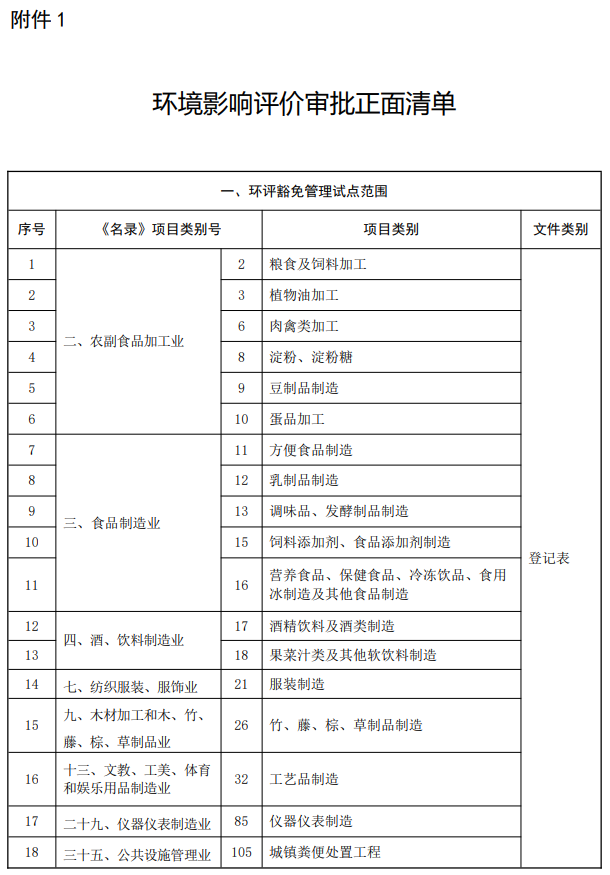 附件 1
环境影响评价审批正面清单
一、环评豁免管理试点范围
序号 《名录》项目类别号 项目类别 文件类别
1 二、农副食品加工业 2 粮食及饲料加工 登记表
2 3 植物油加工
3 6 肉禽类加工
4 8 淀粉、淀粉糖
5 9 豆制品制造
6 10 蛋品加工
7 三、食品制造业 11 方便食品制造
8 12 乳制品制造
9 13 调味品、发酵制品制造
10 15 饲料添加剂、食品添加剂制造
11 16 营养食品、保健食品、冷冻饮品、食用
冰制造及其他食品制造
12 四、酒、饮料制造业 17 酒精饮料及酒类制造
13 18 果菜汁类及其他软饮料制造
14 七、纺织服装、服饰业 21 服装制造
15 九、木材加工和木、竹、
藤、棕、草制品业 26 竹、藤、棕、草制品制造
16 十三、文教、工美、体育
和娱乐用品制造业 32 工艺品制造
17 二十九、仪器仪表制造业 85 仪器仪表制造
18 三十五、公共设施管理业 105 城镇粪便处置工程